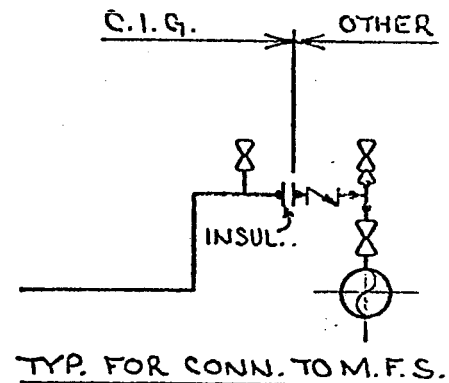 C.I.G. OTHER
INSUL..
TYP. FOR CONN. TO M.F.S.